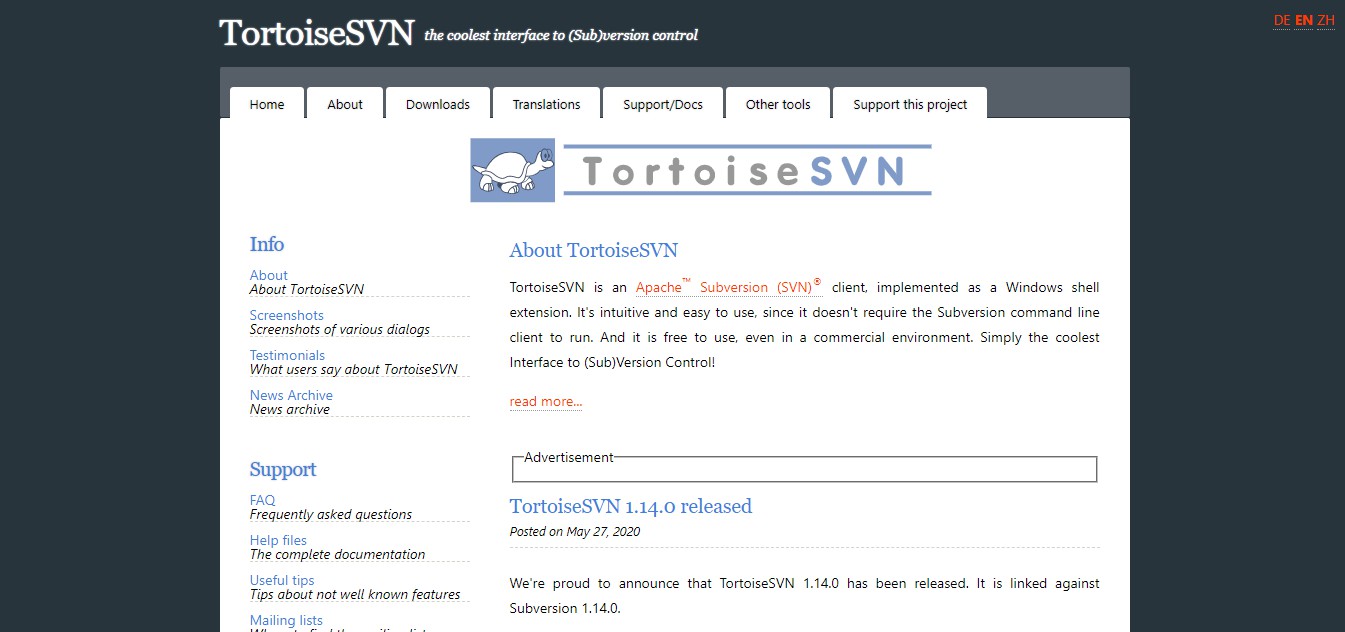 TortoiseSVN the coolest interface to (Sub)version control
DE EN ZH
Home About Downloads Translations Support/Docs Other tools Support this project
TortoiseSVN
Info
About
About TortoiseSVN
Screenshots
Screenshots of various dialogs
Testimonials
What users say about TortoiseSVN
News Archive
News archive
Support
FAQ
Frequently asked questions
Help files
The complete documentation
Useful tips
Tips about not well known features
Mailing lists
About TortoiseSVN
TortoiseSVN is an Apache™ Subversion (SVN)® client, implemented as a Windows shell
extension. It's intuitive and easy to use, since it doesn't require the Subversion command line
client to run. And it is free to use, even in a commercial environment. Simply the coolest
Interface to (Sub)Version Control!
read more...
Advertisement
TortoiseSVN 1.14.0 released
Posted on May 27, 2020
We're proud to announce that TortoiseSVN 1.14.0 has been released. It is linked against
Subversion 1.14.0.